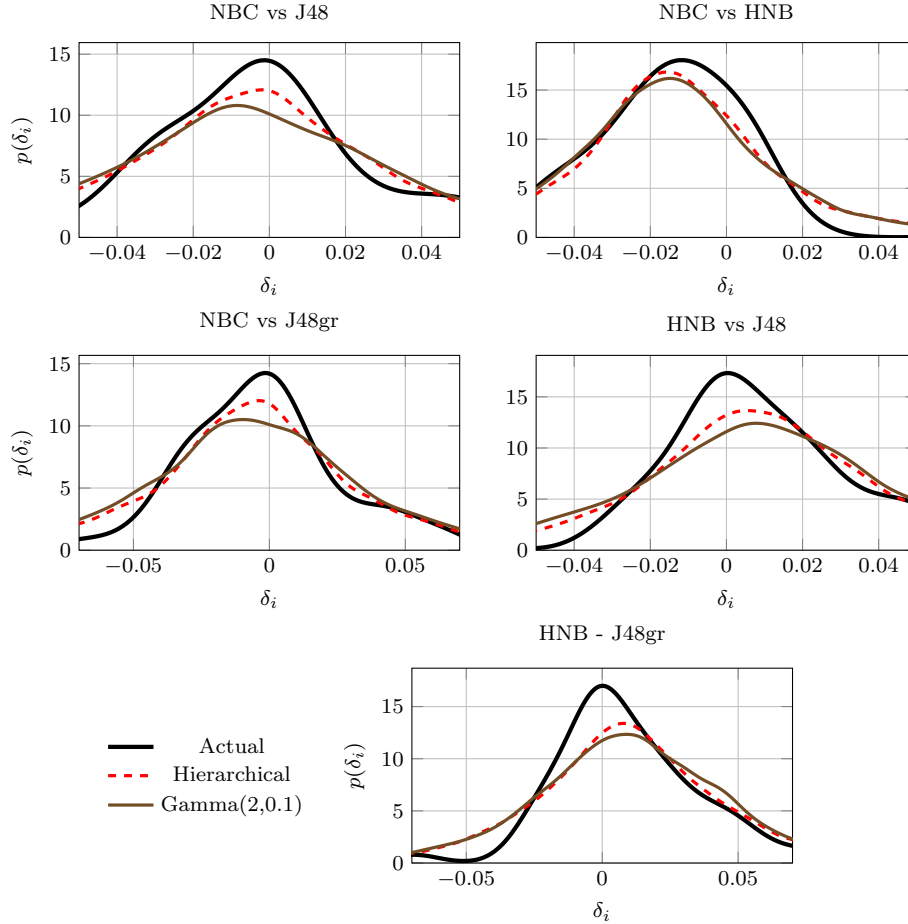 NBC vs J48
15
10
5
0
p(δi)
−0.04 −0.02 0 0.02 0.04
δi
NBC vs HNB
15
10
5
0
−0.04 −0.02 0 0.02 0.04
δi
NBC vs J48gr
15
10
5
0
p(δi)
−0.05 0 0.05
δi
HNB vs J48
15
10
5
0
−0.04 −0.02 0 0.02 0.04
δi
HNB - J48gr
15
10
5
0
p(δi)
−0.05 0 0.05
δi
Actual
Hierarchical
Gamma(2,0.1)